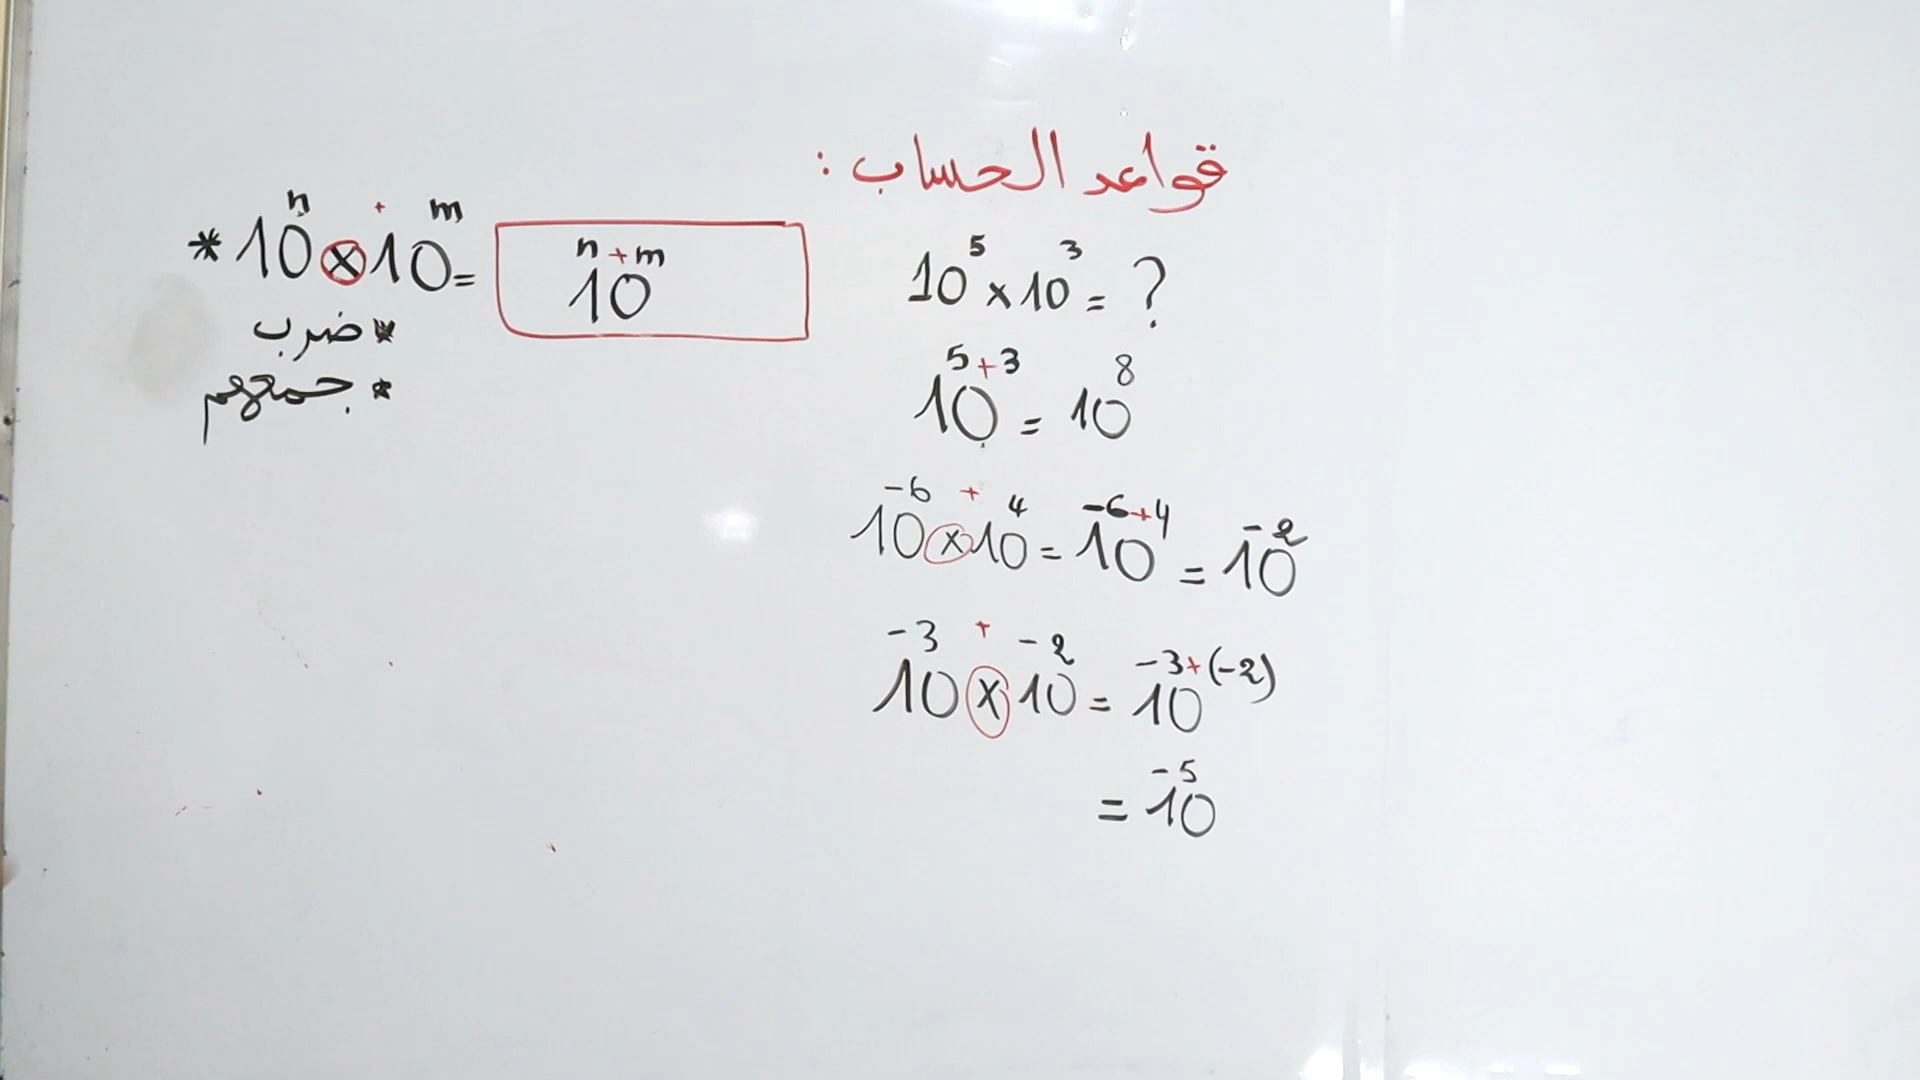 قواعد الحساب :
* 10ⁿ × 10ᵐ = 10ⁿ⁺ᵐ
* ضرب
* جمعهم
10⁵ × 10³ = ?
10⁵⁺³ = 10⁸
10⁻⁶ × 10⁴ = 10⁻⁶⁺⁴ = 10⁻²
10⁻³ × 10⁻² = 10⁻³⁺⁽⁻²⁾
= 10⁻⁵